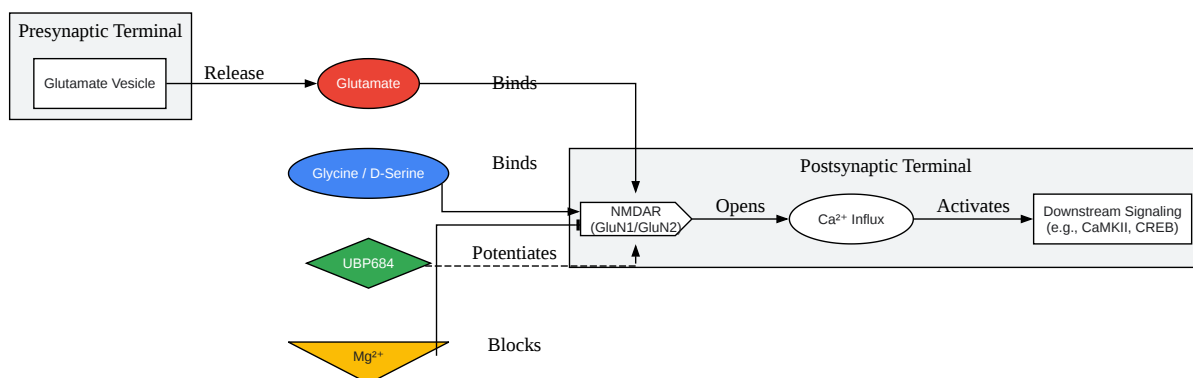 Presynaptic Terminal
Glutamate Vesicle
Release
Glutamate
Binds
Glycine / D-Serine
Binds
Postsynaptic Terminal
NMDAR
(GluN1/GluN2)
Opens
Ca²⁺ Influx
Activates
Downstream Signaling
(e.g., CaMKII, CREB)
UBP684
Potentiates
Mg²⁺
Blocks